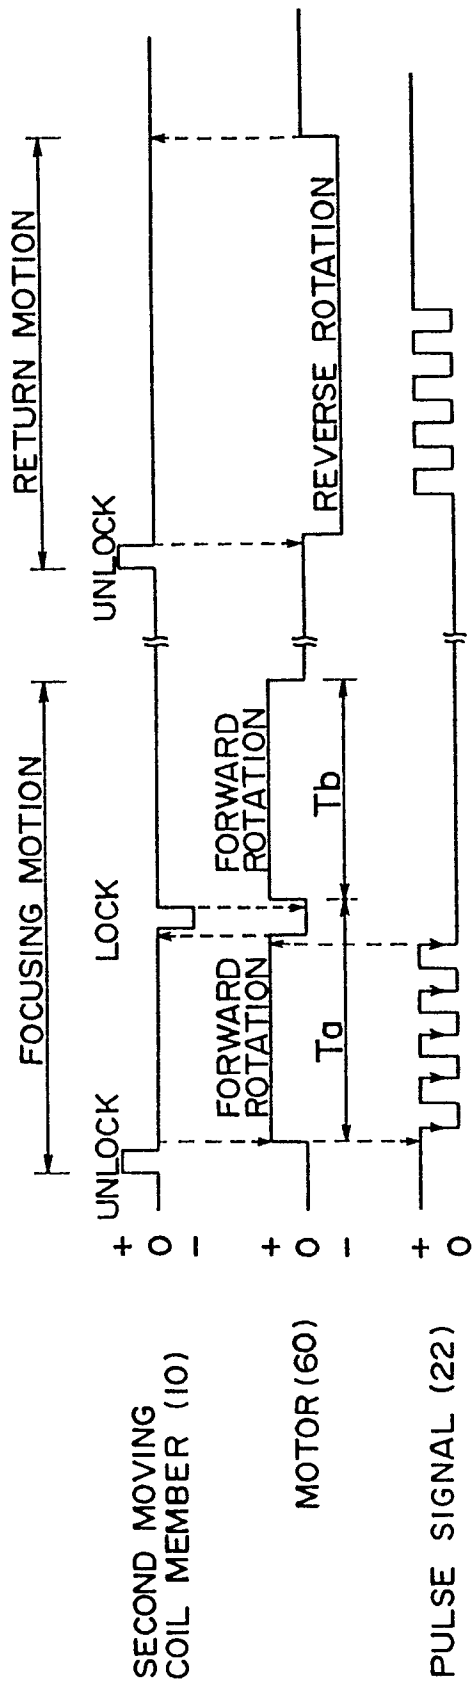 FOCUSING MOTION
RETURN MOTION
UNLOCK
LOCK
UNLOCK
SECOND MOVING
COIL MEMBER (10)
+
0
-
FORWARD
ROTATION
FORWARD
ROTATION
REVERSE ROTATION
MOTOR (60)
+
0
-
Ta
Tb
PULSE SIGNAL (22)
+
0